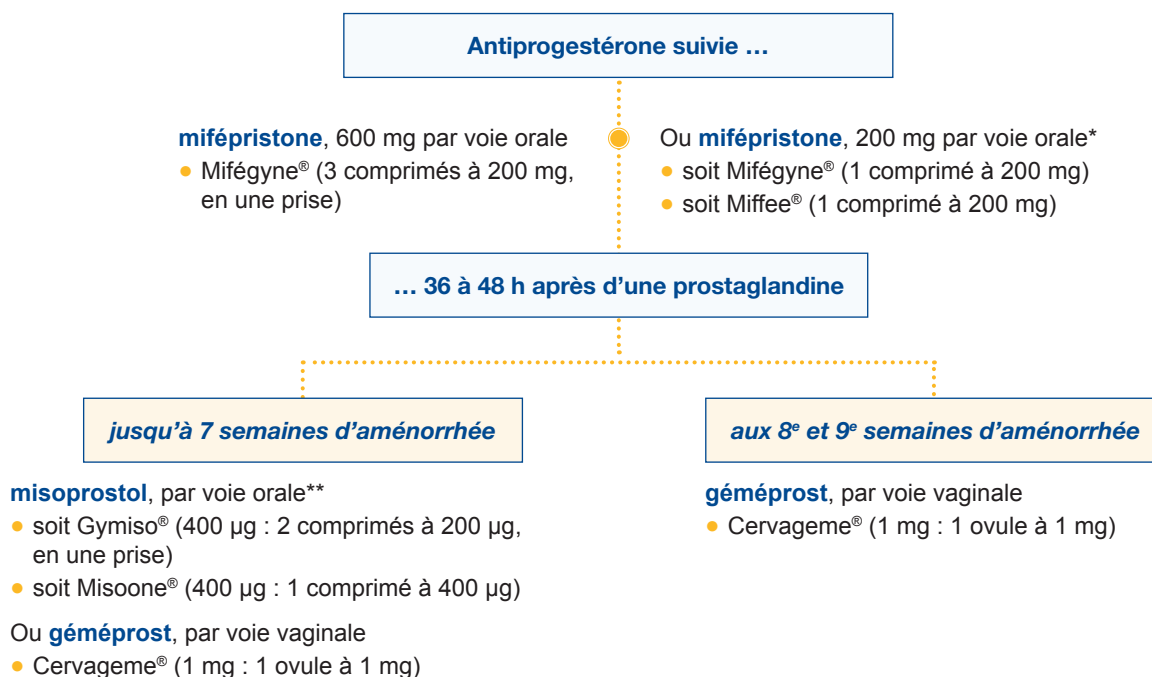 Antiprogestérone suivie …
mifépristone, 600 mg par voie orale
• Mifégyne® (3 comprimés à 200 mg,
en une prise)
Ou mifépristone, 200 mg par voie orale*
• soit Mifégyne® (1 comprimé à 200 mg)
• soit Miffee® (1 comprimé à 200 mg)
… 36 à 48 h après d’une prostaglandine
jusqu’à 7 semaines d’aménorrhée
misoprostol, par voie orale**
• soit Gymiso® (400 µg : 2 comprimés à 200 µg,
en une prise)
• soit Misoone® (400 µg : 1 comprimé à 400 µg)
Ou géméprost, par voie vaginale
• Cervageme® (1 mg : 1 ovule à 1 mg)
aux 8e et 9e semaines d’aménorrhée
géméprost, par voie vaginale
• Cervageme® (1 mg : 1 ovule à 1 mg)